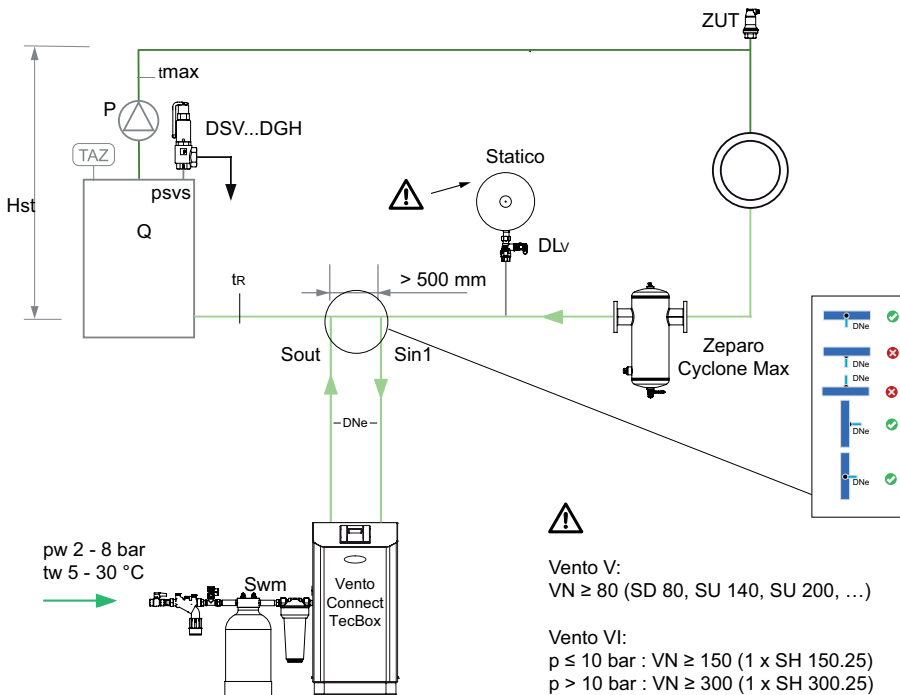 ZUT
tmax
P
DSV...DGH
TAZ
Statico
psvs
Hst
Q
DLV
tR
> 500 mm
Sout
Sin1
Zeparo
Cyclone Max
DNe
DNe
DNe
DNe
DNe
DNe
pw 2 - 8 bar
tw 5 - 30 °C
Swm
Vento
Connect
TecBox
Vento V:
VN ≥ 80 (SD 80, SU 140, SU 200, …)
Vento VI:
p ≤ 10 bar : VN ≥ 150 (1 x SH 150.25)
p > 10 bar : VN ≥ 300 (1 x SH 300.25)